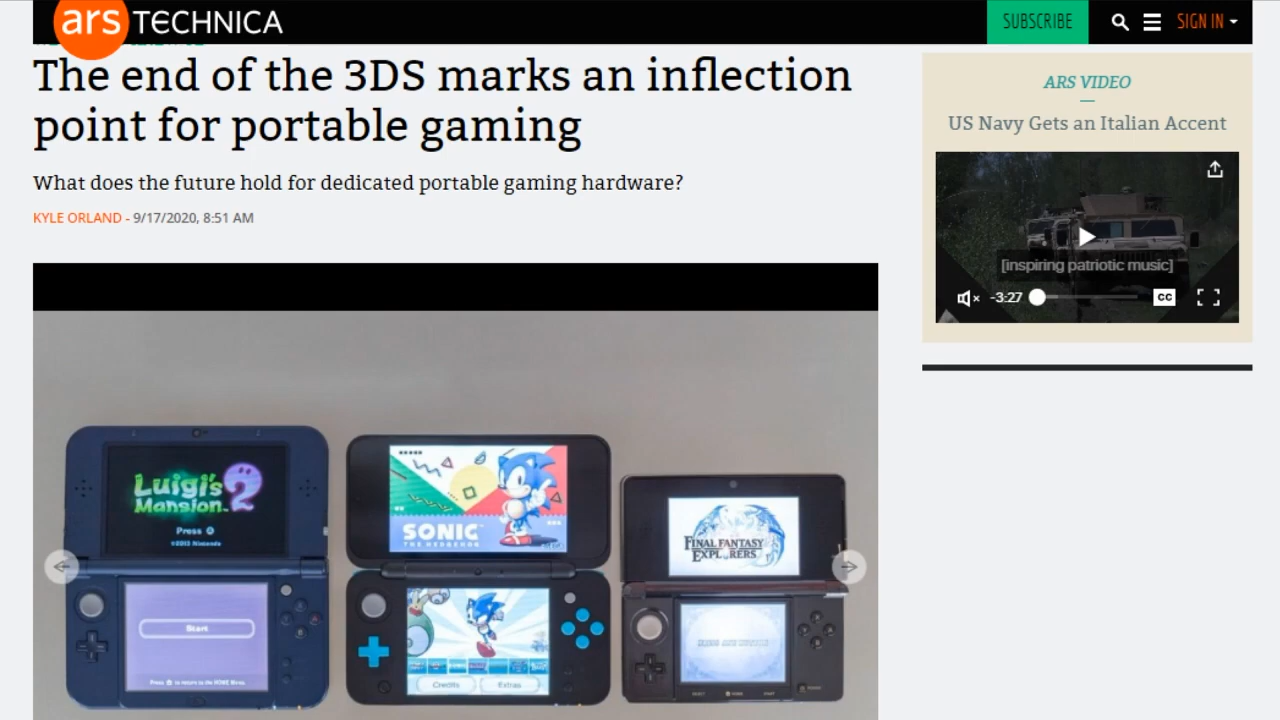 ars TECHNICA
SUBSCRIBE
SIGN IN
The end of the 3DS marks an inflection
point for portable gaming
What does the future hold for dedicated portable gaming hardware?
KYLE ORLAND - 9/17/2020, 8:51 AM
ARS VIDEO
US Navy Gets an Italian Accent
[inspiring patriotic music]
-3:27
CC
Luigi's
Mansion 2
Press A
©2013 Nintendo
Start
SONIC
THE HEDGEHOG
Credits
Extras
FINAL FANTASY
EXPLORERS